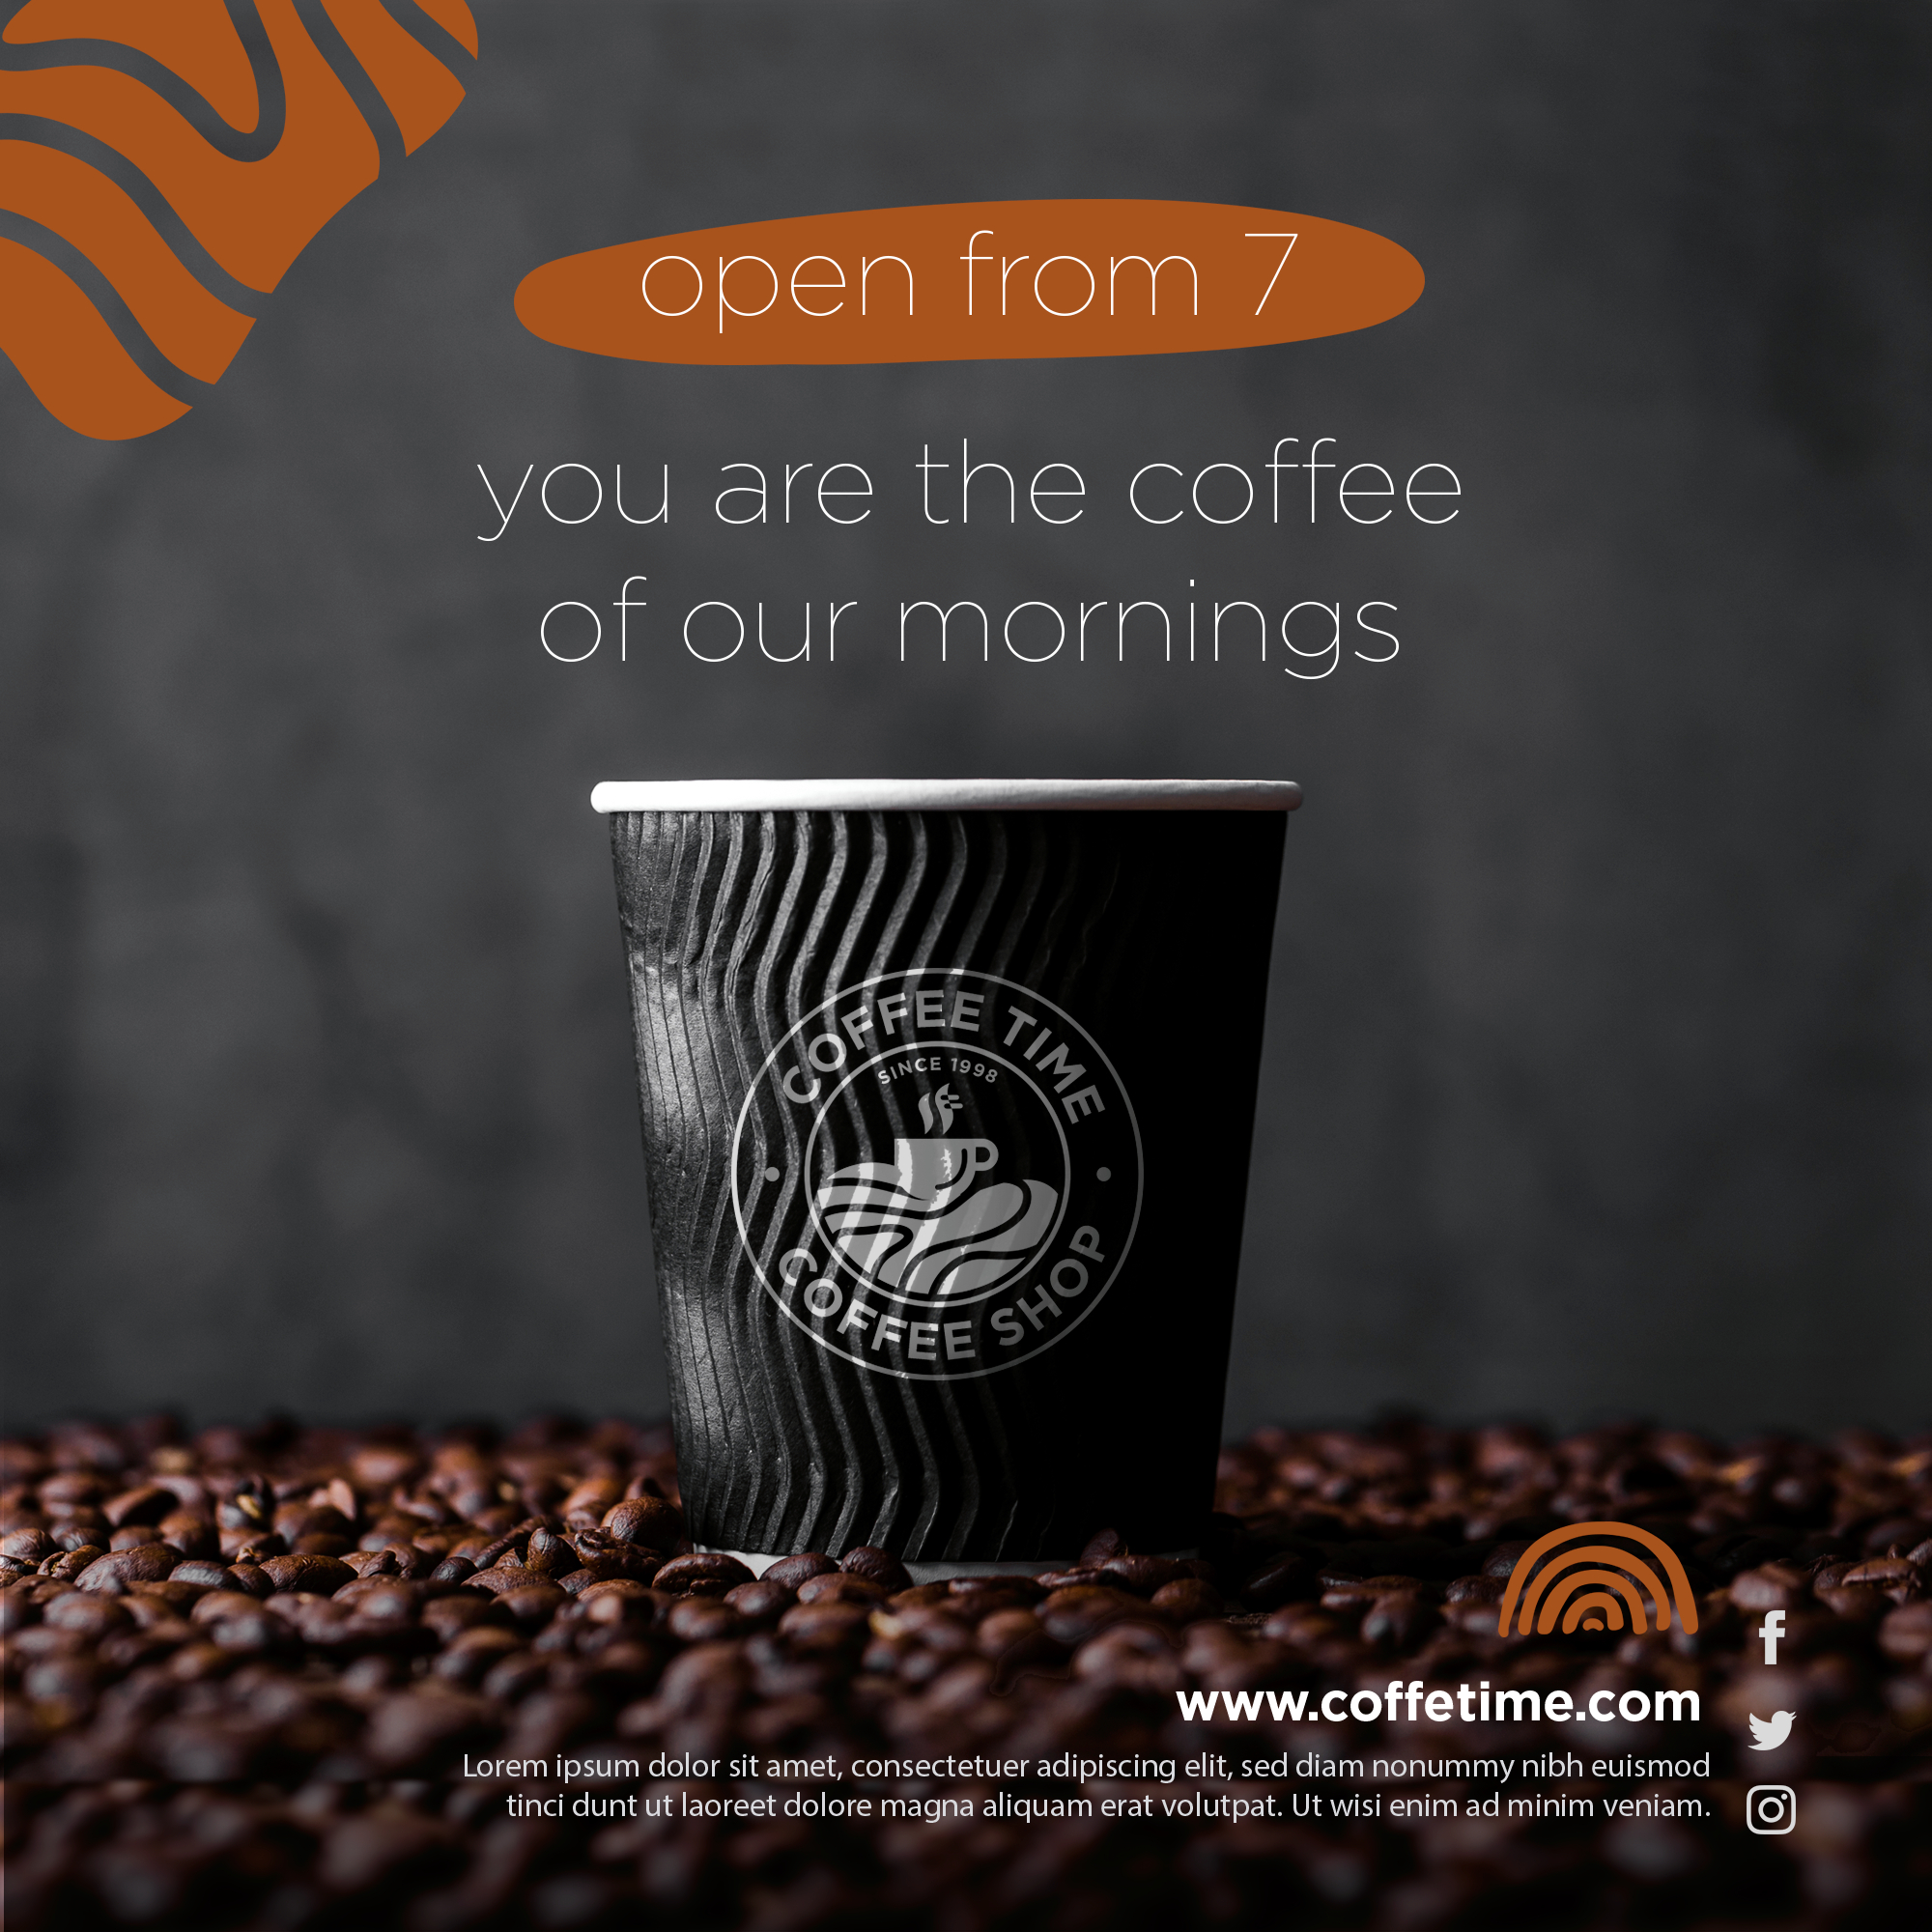 open from 7
you are the coffee
of our mornings
COFFEE TIME
SINCE 1998
COFFEE SHOP
www.coffetime.com
Lorem ipsum dolor sit amet, consectetuer adipiscing elit, sed diam nonummy nibh euismod
tinci dunt ut laoreet dolore magna aliquam erat volutpat. Ut wisi enim ad minim veniam.